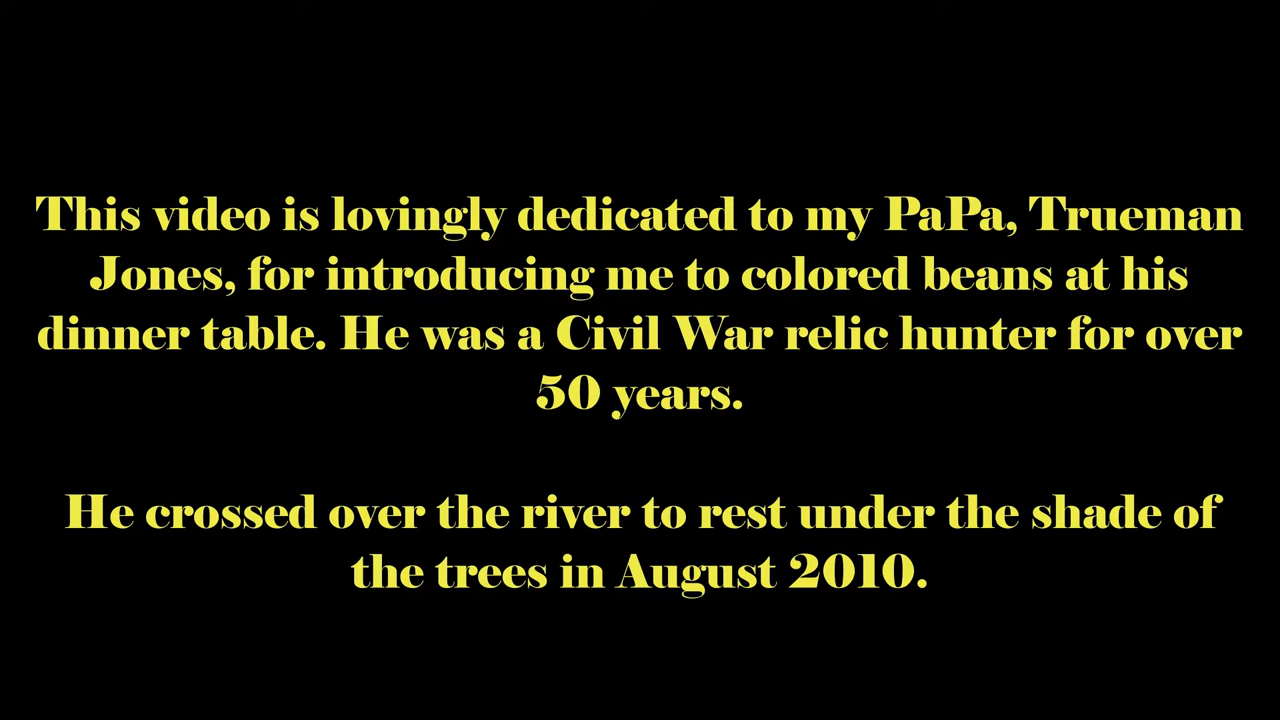 This video is lovingly dedicated to my PaPa, Trueman
Jones, for introducing me to colored beans at his
dinner table. He was a Civil War relic hunter for over
50 years.
He crossed over the river to rest under the shade of
the trees in August 2010.